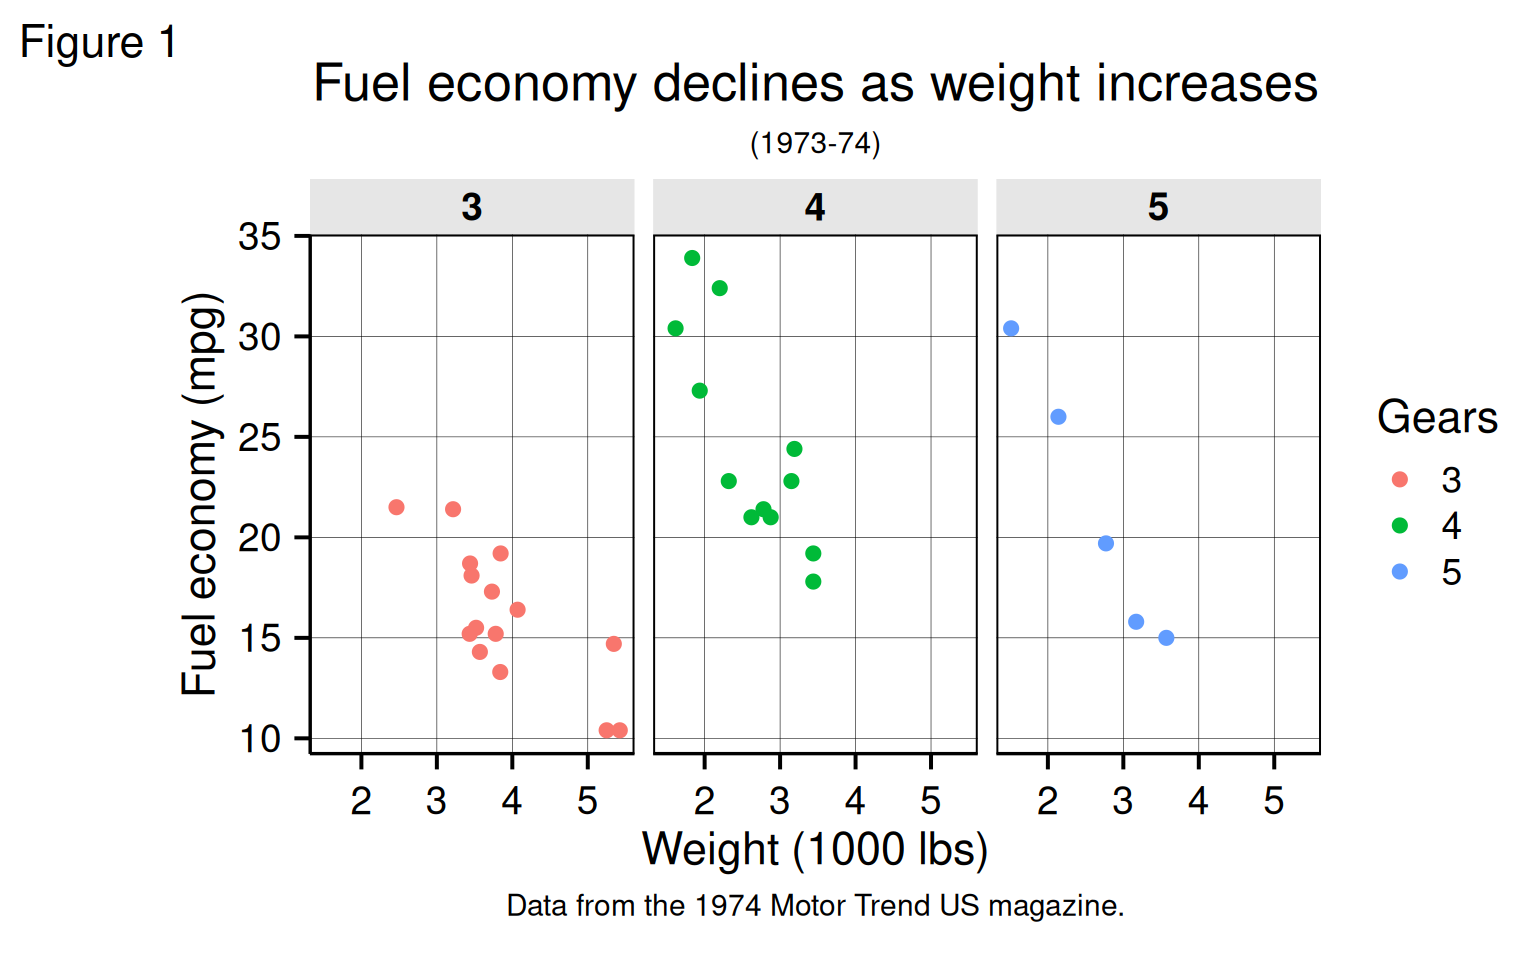 Figure 1
Fuel economy declines as weight increases
(1973-74)
3 4 5
Fuel economy (mpg)
35
30
25
20
15
10
2 3 4 5 2 3 4 5 2 3 4 5
Weight (1000 lbs)
Data from the 1974 Motor Trend US magazine.
Gears
3
4
5